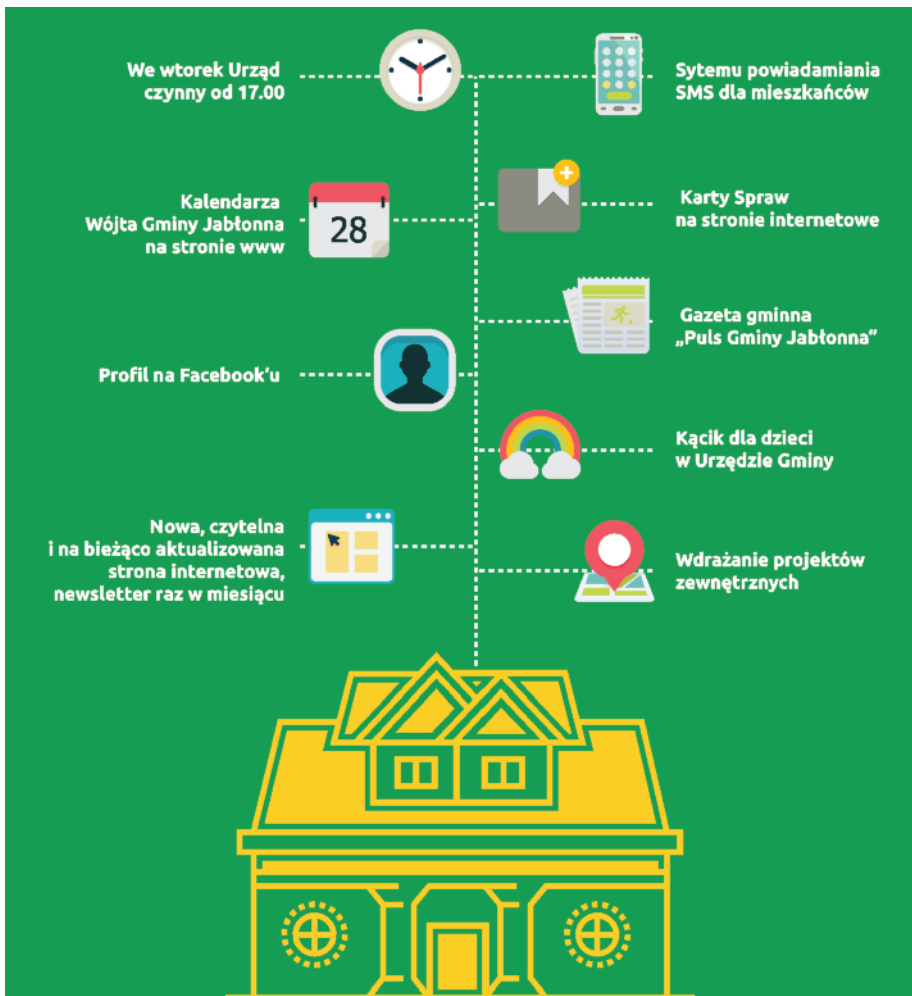 We wtorek Urząd
czynny od 17.00
Sytemu powiadamiania
SMS dla mieszkańców
Kalendarza
Wójta Gminy Jabłonna
na stronie www
28
Karty Spraw
na stronie internetowe
Gazeta gminna
„Puls Gminy Jabłonna”
Profil na Facebook'u
Kącik dla dzieci
w Urzędzie Gminy
Nowa, czytelna
i na bieżąco aktualizowana
strona internetowa,
newsletter raz w miesiącu
Wdrażanie projektów
zewnętrznych